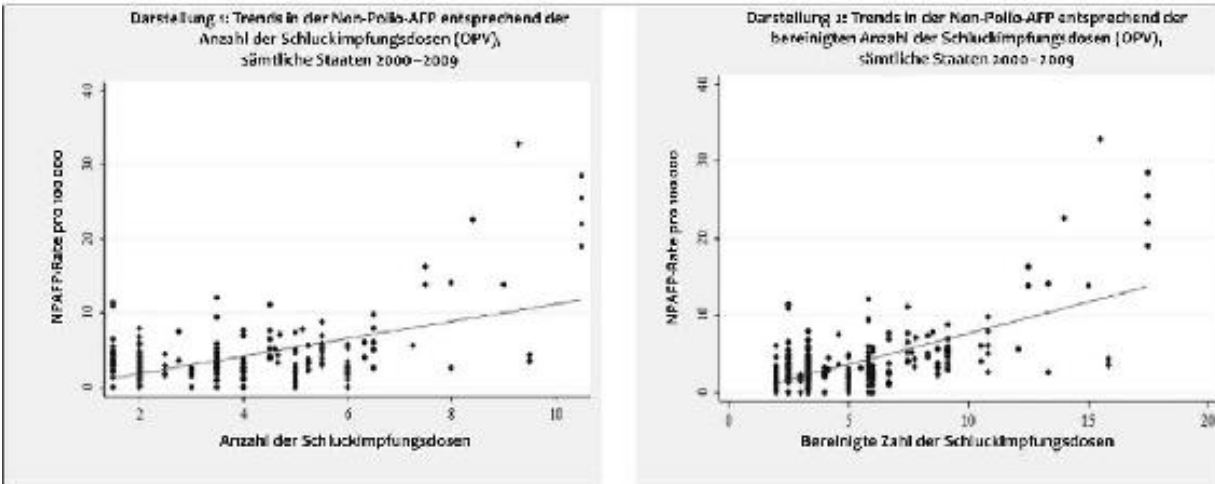 Darstellung 1: Trends in der Non-Polio-AFP entsprechend der
Anzahl der Schluckimpfungsdosen (OPV),
sämtliche Staaten 2000–2009
NPAFP-Rate pro 100 000
40
30
20
10
0
2
4
6
8
10
Anzahl der Schluckimpfungsdosen
Darstellung 2: Trends in der Non-Polio-AFP entsprechend der
bereinigten Anzahl der Schluckimpfungsdosen (OPV),
sämtliche Staaten 2000–2009
NPAFP-Rate pro 100 000
40
30
20
10
0
0
5
10
15
20
Bereinigte Zahl der Schluckimpfungsdosen